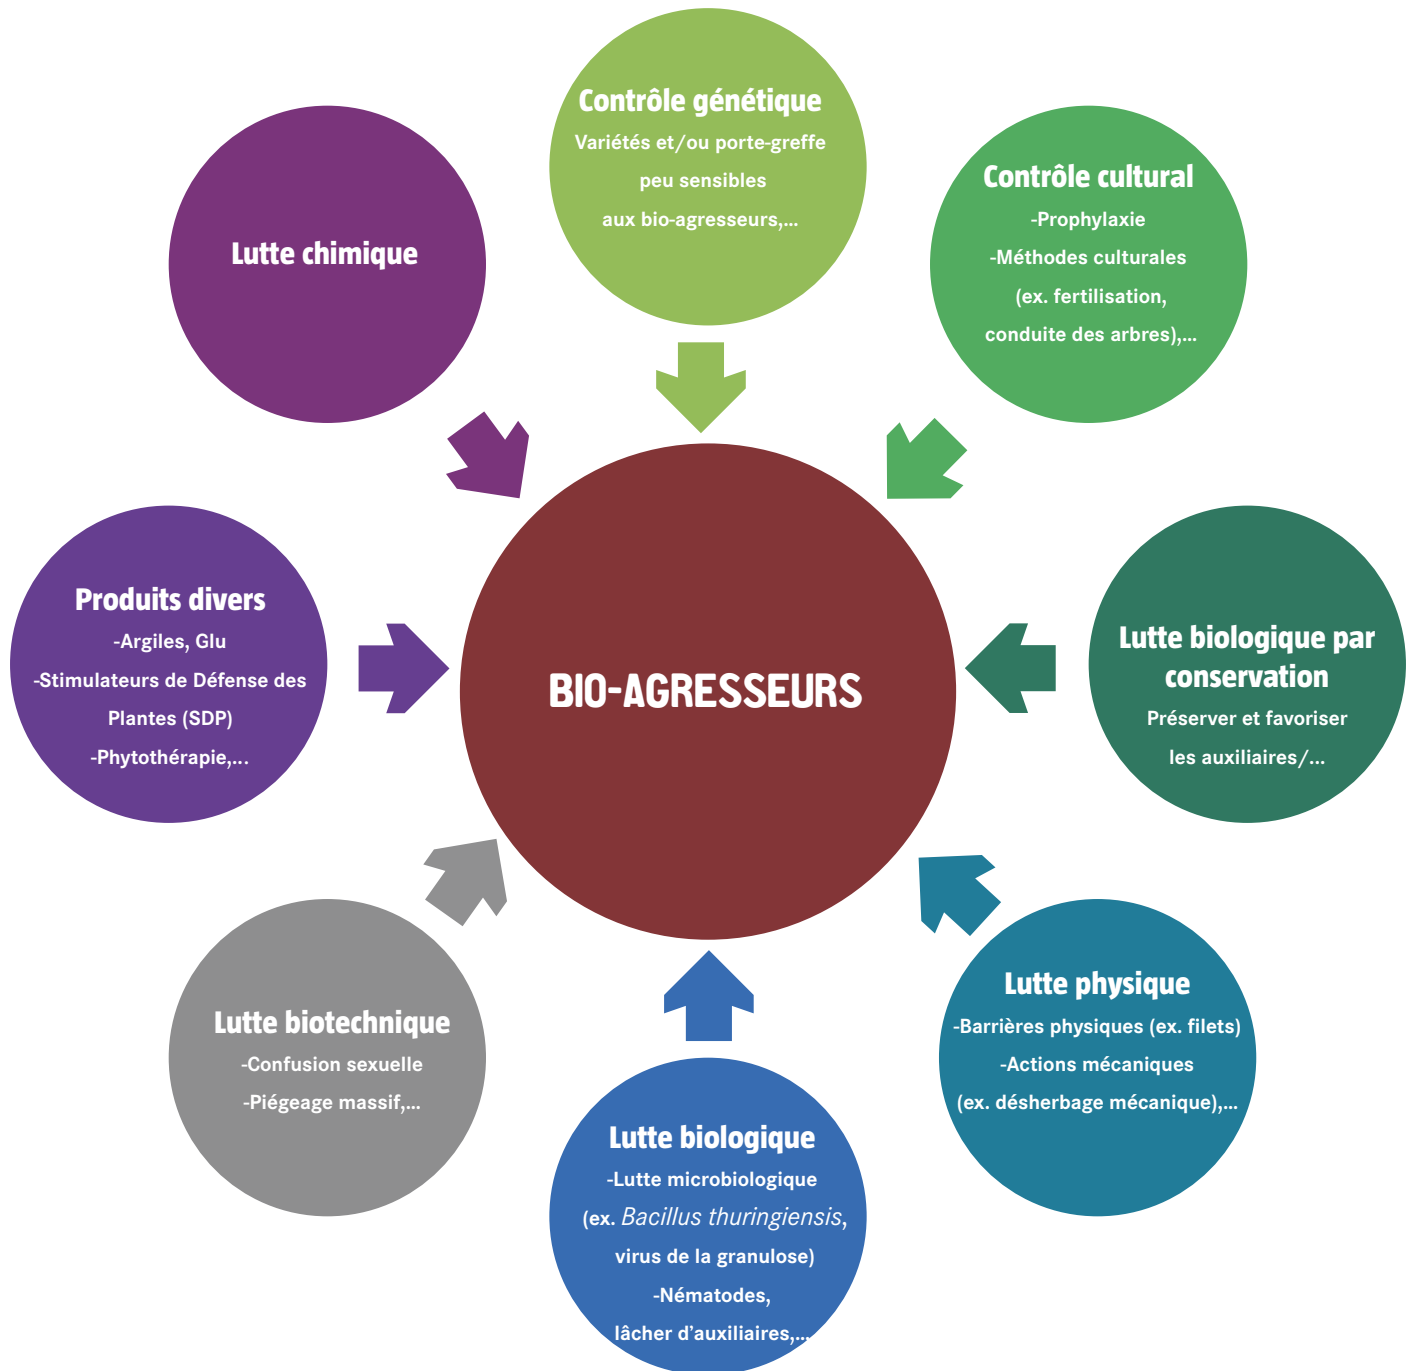 Contrôle génétique
Variétés et/ou porte-greffe
peu sensibles
aux bio-agresseurs,...
Contrôle cultural
-Prophylaxie
-Méthodes culturales
(ex. fertilisation,
conduite des arbres),...
Lutte biologique par
conservation
Préserver et favoriser
les auxiliaires/...
Lutte physique
-Barrières physiques (ex. filets)
-Actions mécaniques
(ex. désherbage mécanique),...
Lutte biologique
-Lutte microbiologique
(ex. Bacillus thuringiensis,
virus de la granulose)
-Nématodes,
lâcher d'auxiliaires,...
Lutte biotechnique
-Confusion sexuelle
-Piégeage massif,...
Produits divers
-Argiles, Glu
-Stimulateurs de Défense des
Plantes (SDP)
-Phytothérapie,...
Lutte chimique
BIO-AGRESSEURS